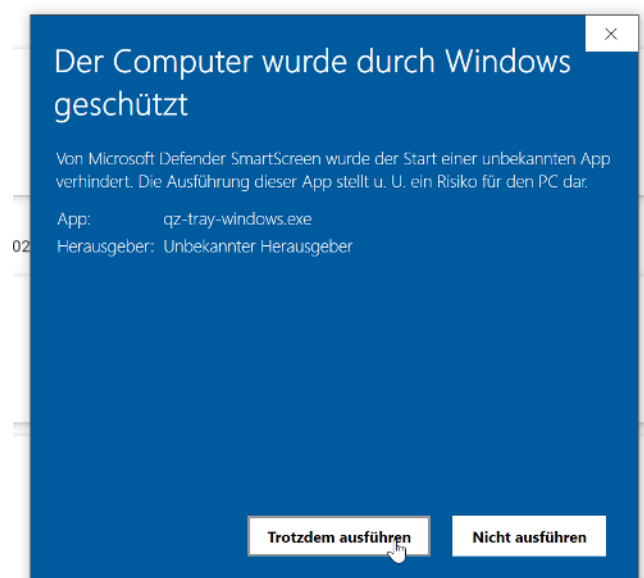 Der Computer wurde durch Windows
geschützt
Von Microsoft Defender SmartScreen wurde der Start einer unbekannten App
verhindert. Die Ausführung dieser App stellt u. U. ein Risiko für den PC dar.
App: qz-tray-windows.exe
02
Herausgeber: Unbekannter Herausgeber
Trotzdem ausführen Nicht ausführen